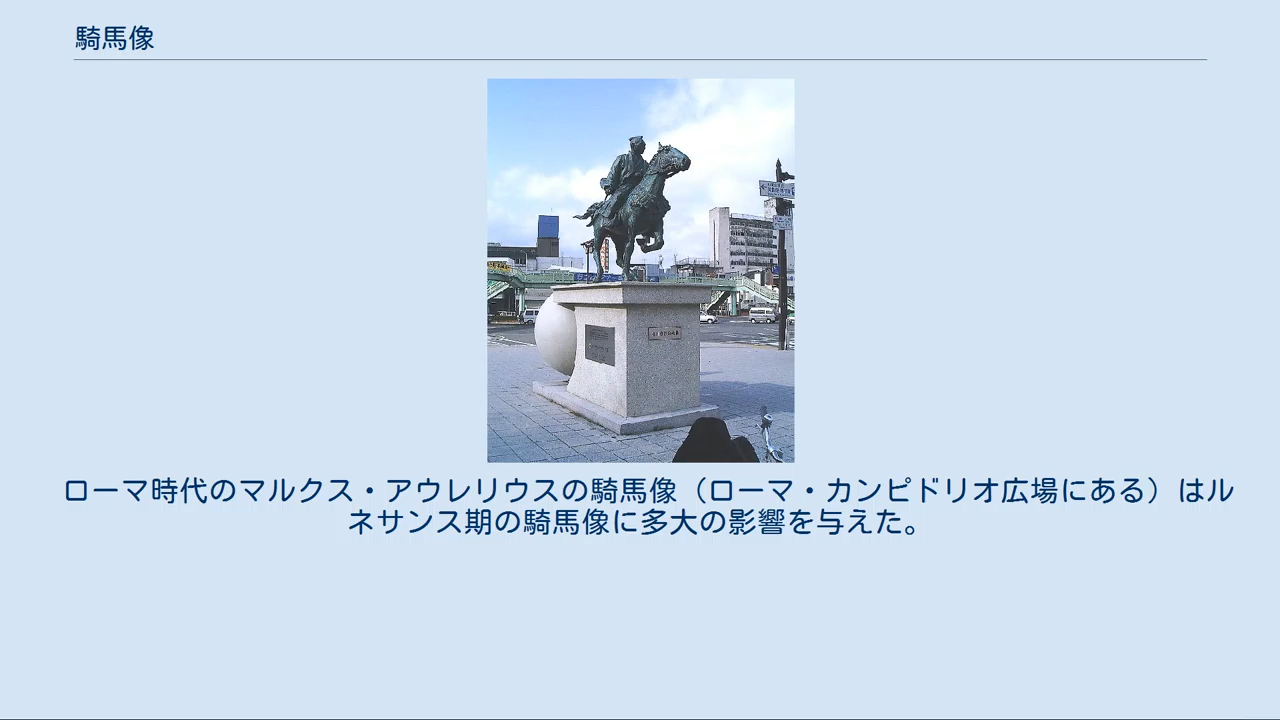 騎馬像
ローマ時代のマルクス・アウレリウスの騎馬像（ローマ・カンピドリオ広場にある）はル
ネサンス期の騎馬像に多大の影響を与えた。